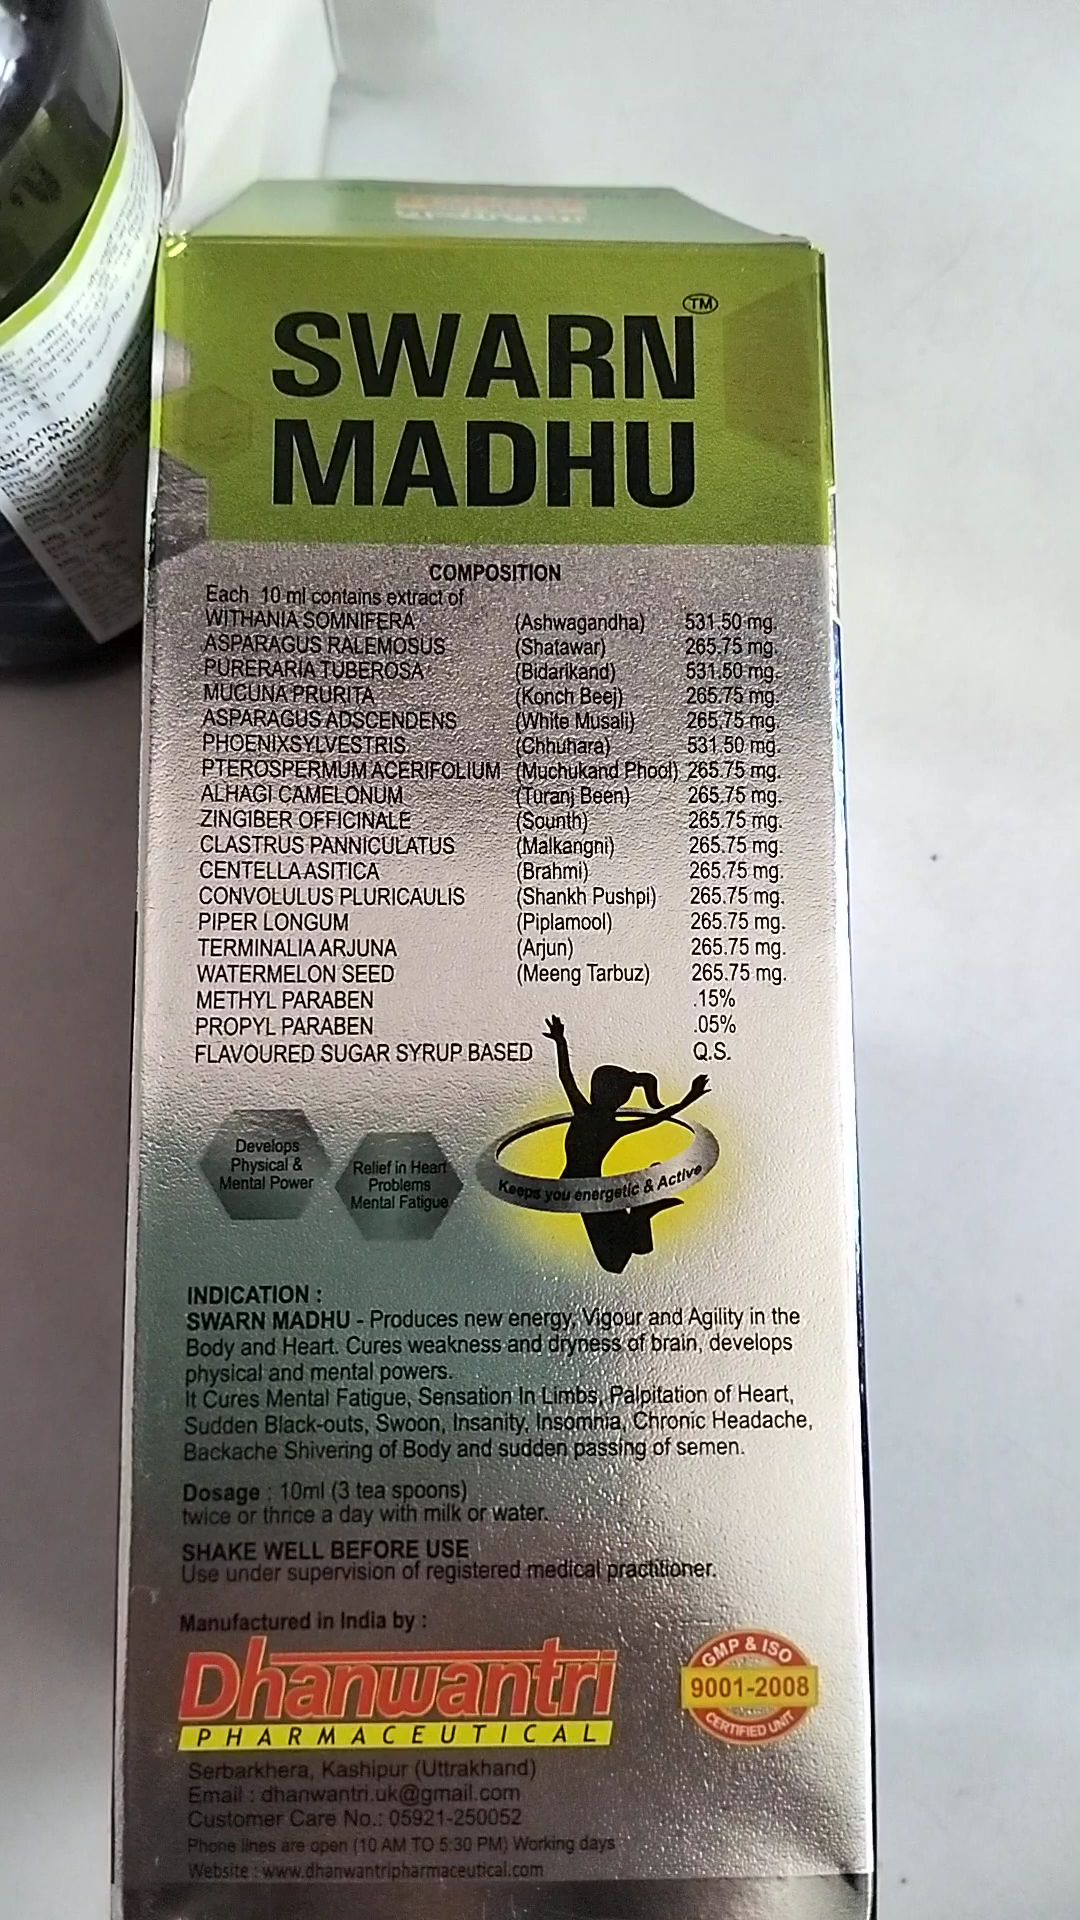 SWARN™
MADHU
COMPOSITION
Each 10 ml contains extract of
WITHANIA SOMNIFERA (Ashwagandha) 531.50 mg.
ASPARAGUS RALEMOSUS (Shatawar) 265.75 mg.
PURERARIA TUBEROSA (Bidarikand) 531.50 mg.
MUCUNA PRURITA (Konch Beej) 265.75 mg.
ASPARAGUS ADSCENDENS (White Musali) 265.75 mg.
PHOENIXSYLVESTRIS (Chhuhara) 531.50 mg.
PTEROSPERMUM ACERIFOLIUM (Muchukand Phool) 265.75 mg.
ALHAGI CAMELONUM (Turanj Been) 265.75 mg.
ZINGIBER OFFICINALE (Sounth) 265.75 mg.
CLASTRUS PANNICULATUS (Malkangni) 265.75 mg.
CENTELLA ASITICA (Brahmi) 265.75 mg.
CONVOLULUS PLURICAULIS (Shankh Pushpi) 265.75 mg.
PIPER LONGUM (Piplamool) 265.75 mg.
TERMINALIA ARJUNA (Arjun) 265.75 mg.
WATERMELON SEED (Meeng Tarbuz) 265.75 mg.
METHYL PARABEN .15%
PROPYL PARABEN .05%
FLAVOURED SUGAR SYRUP BASED Q.S.
Develops
Physical &
Mental Power
Relief in Heart
Problems
Mental Fatigue
Keeps you energetic & Active
INDICATION :
SWARN MADHU - Produces new energy, Vigour and Agility in the
Body and Heart. Cures weakness and dryness of brain, develops
physical and mental powers.
It Cures Mental Fatigue, Sensation In Limbs, Palpitation of Heart,
Sudden Black-outs, Swoon, Insanity, Insomnia, Chronic Headache,
Backache Shivering of Body and sudden passing of semen.
Dosage : 10ml (3 tea spoons)
twice or thrice a day with milk or water.
SHAKE WELL BEFORE USE
Use under supervision of registered medical practitioner.
Manufactured in India by :
Dhanwantri
PHARMACEUTICAL
GMP & ISO
9001-2008
CERTIFIED UNIT
Serbarkhera, Kashipur (Uttrakhand)
Email : dhanwantri.uk@gmail.com
Customer Care No.: 05921-250052
Phone lines are open (10 AM TO 5:30 PM) Working days
Website : www.dhanwantripharmaceutical.com